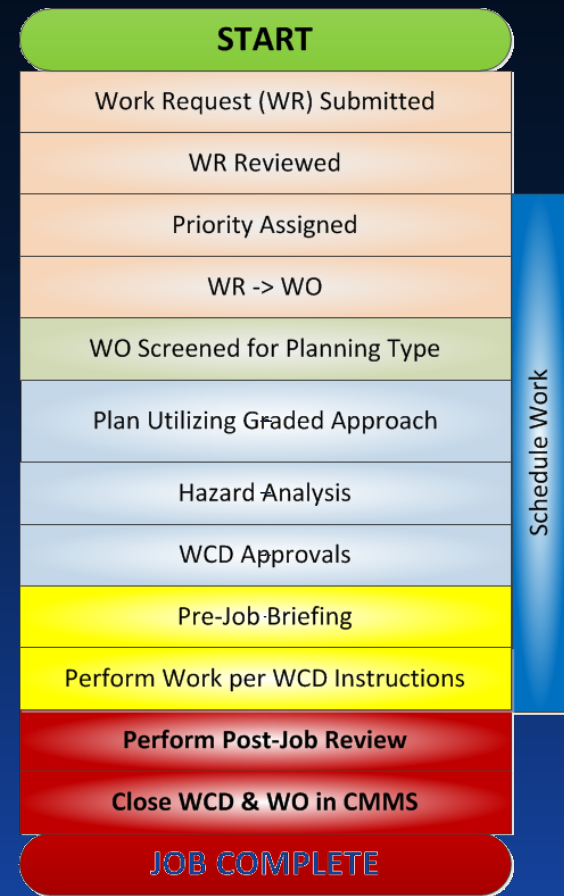 START
Work Request (WR) Submitted
WR Reviewed
Priority Assigned
WR -> WO
WO Screened for Planning Type
Plan Utilizing Graded Approach
Hazard Analysis
WCD Approvals
Pre-Job Briefing
Perform Work per WCD Instructions
Perform Post-Job Review
Close WCD & WO in CMMS
JOB COMPLETE
Schedule Work